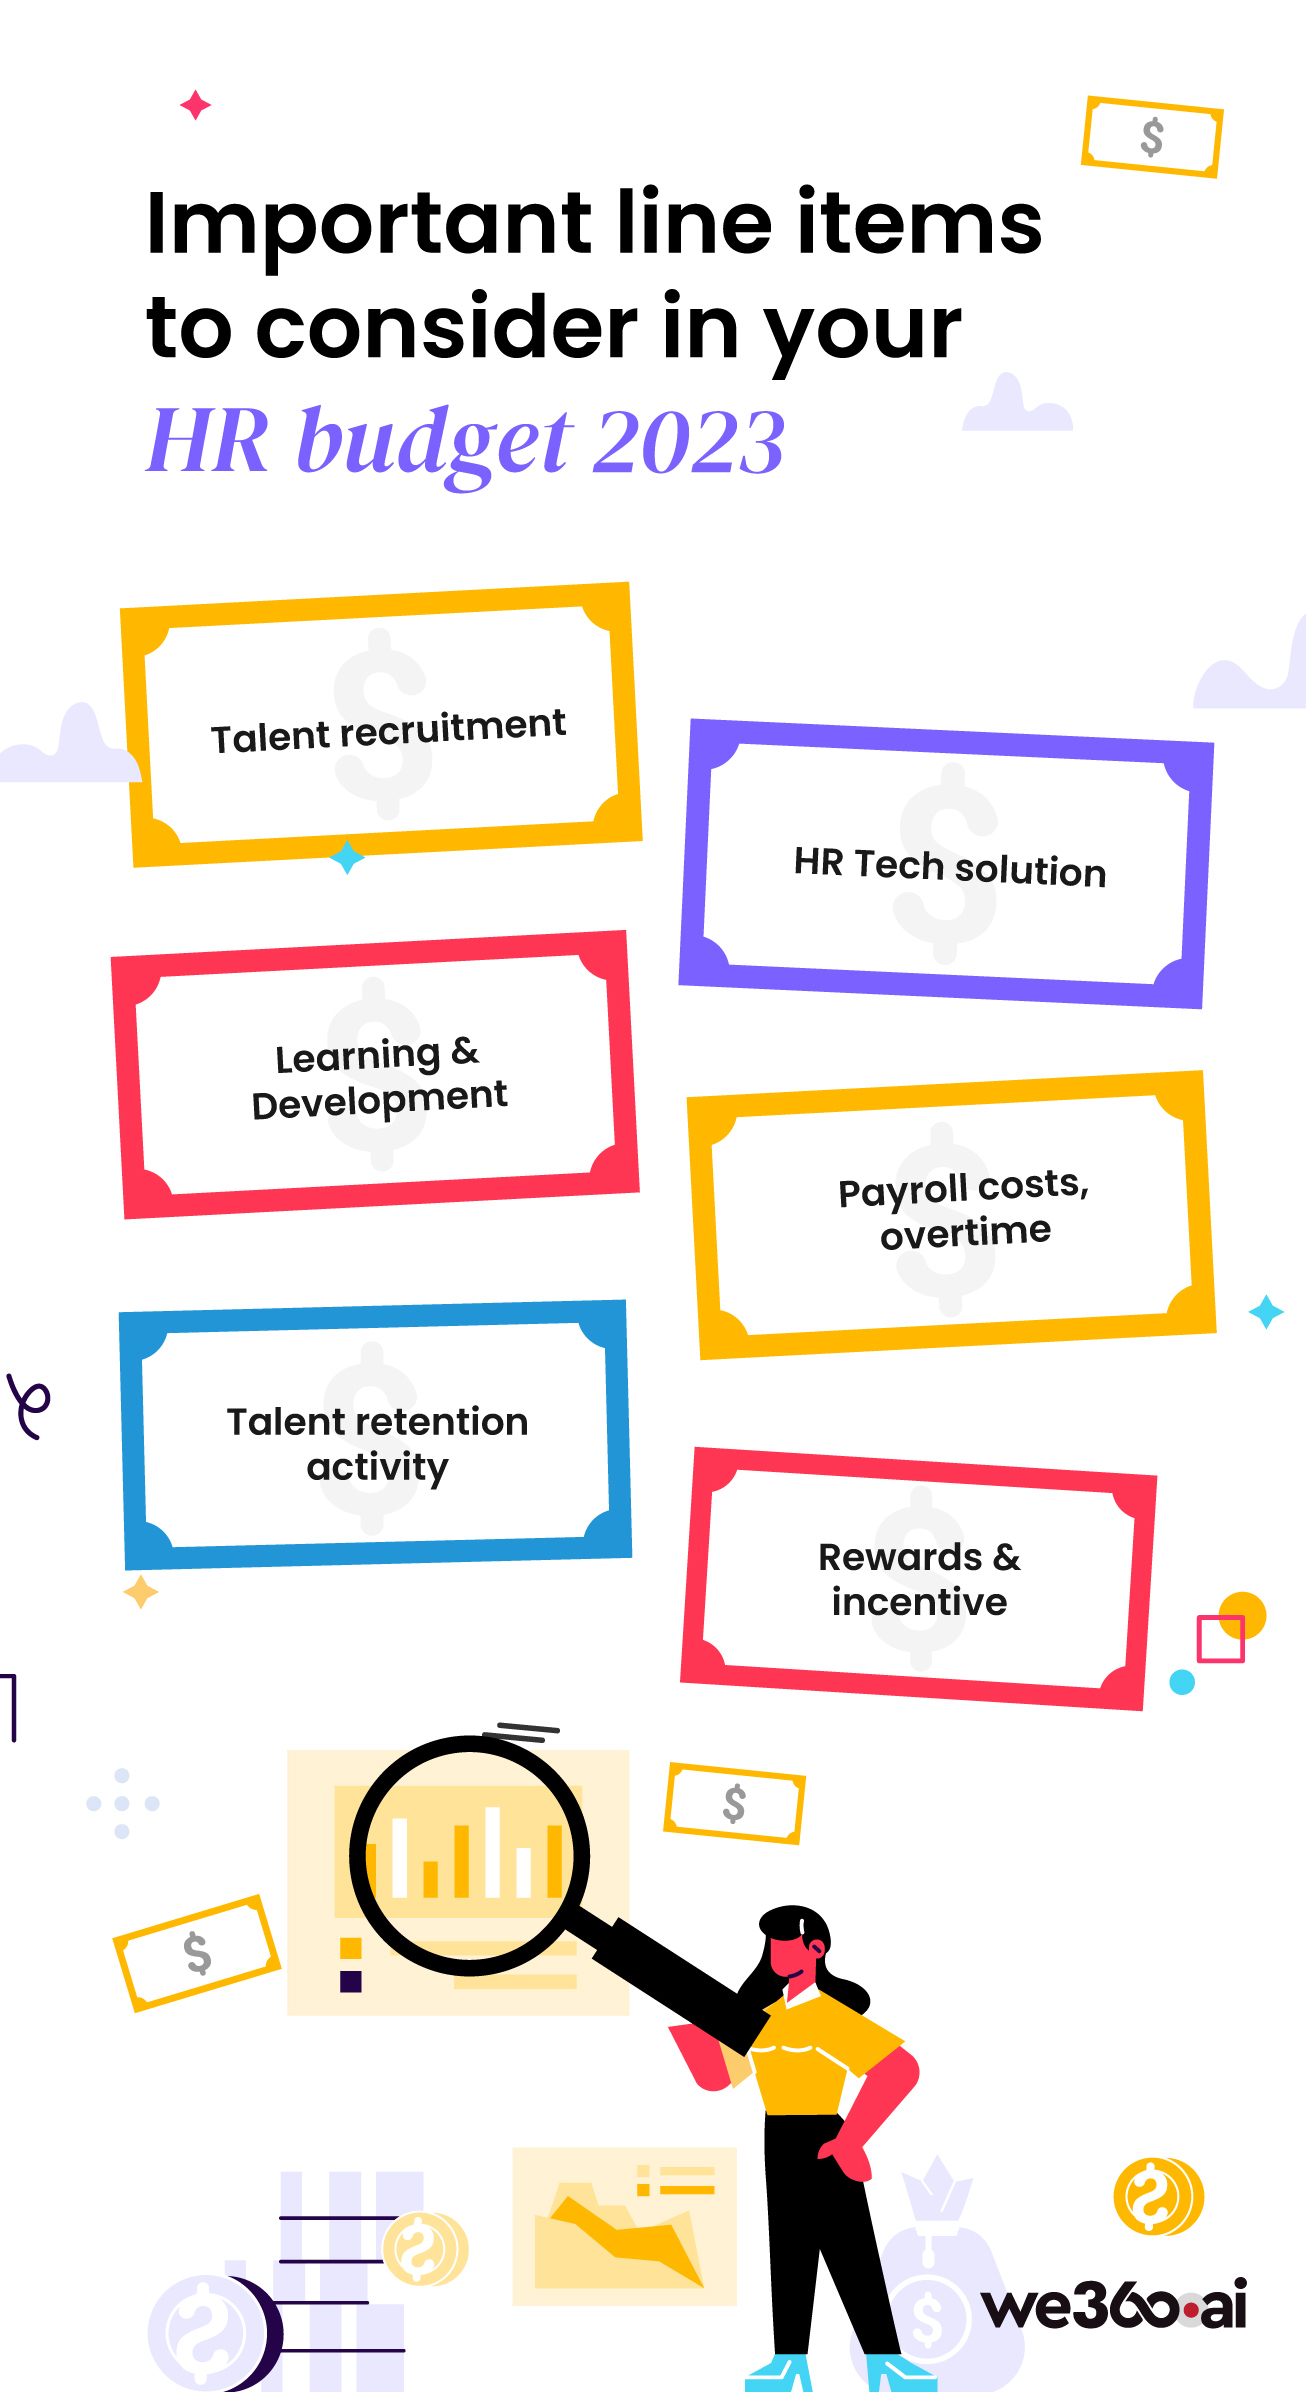 Important line items
to consider in your
HR budget 2023
$
Talent recruitment
HR Tech solution
Learning &
Development
Payroll costs,
overtime
Talent retention
activity
Rewards &
incentive
$
$
$
we360.ai